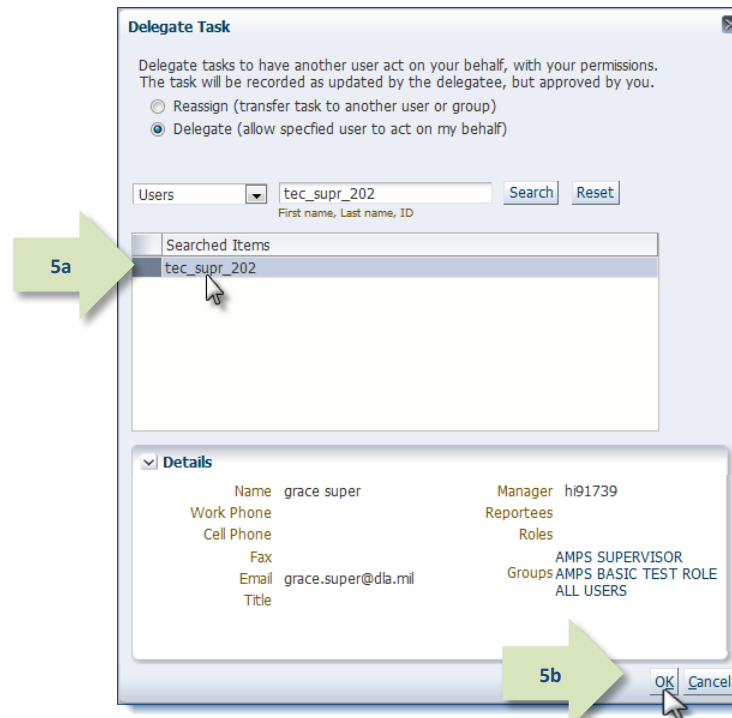 Delegate Task
Delegate tasks to have another user act on your behalf, with your permissions.
The task will be recorded as updated by the delegatee, but approved by you.
Reassign (transfer task to another user or group)
Delegate (allow specfied user to act on my behalf)
Users tec_supr_202 Search Reset
First name, Last name, ID
Searched Items
5a tec_supr_202
Details
Name grace super Manager hi91739
Work Phone Reportees
Cell Phone Roles
Fax AMPS SUPERVISOR
Email grace.super@dla.mil Groups AMPS BASIC TEST ROLE
Title ALL USERS
5b OK Cancel